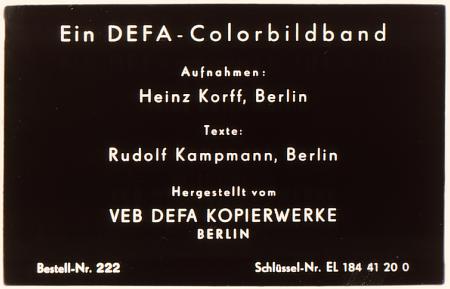 Ein DEFA-Colorbildband
Aufnahmen:
Heinz Korff, Berlin
Texte:
Rudolf Kampmann, Berlin
Hergestellt vom
VEB DEFA KOPIERWERKE
BERLIN
Bestell-Nr. 222 Schlüssel-Nr. EL 184 41 20 0